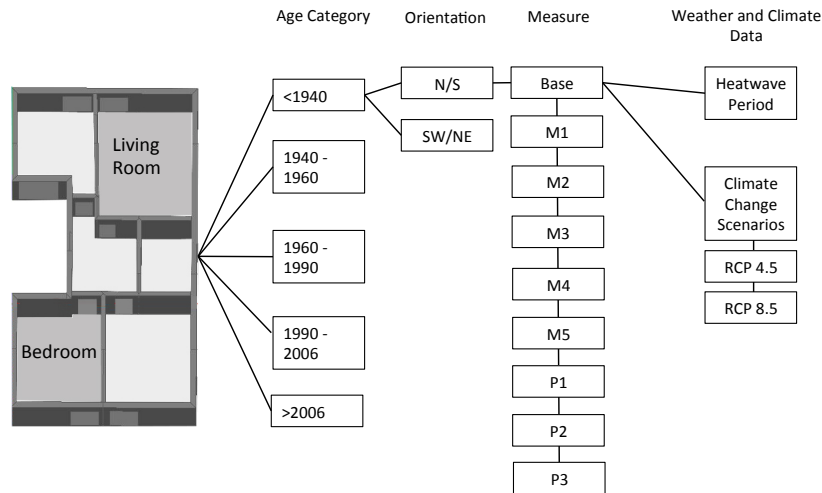 Age Category
Orientation
Measure
Weather and Climate
Data
Living
Room
Bedroom
<1940
1940 -
1960
1960 -
1990
1990 -
2006
>2006
N/S
SW/NE
Base
M1
M2
M3
M4
M5
P1
P2
P3
Heatwave
Period
Climate
Change
Scenarios
RCP 4.5
RCP 8.5